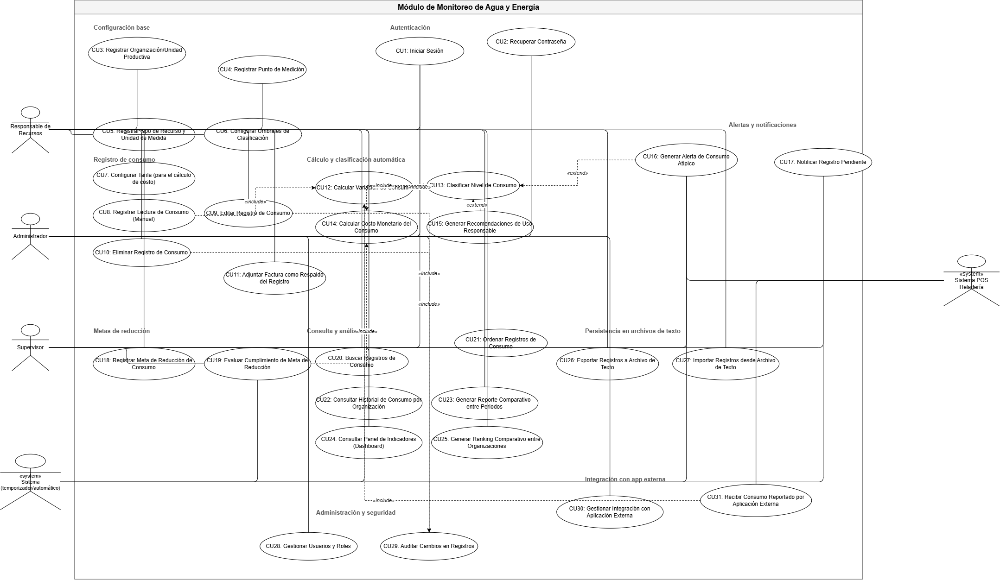 Módulo de Monitoreo de Agua y Energía
Configuración base
Autenticación
CU3: Registrar Organización/Unidad
Productiva
CU1: Iniciar Sesión
CU2: Recuperar Contraseña
CU4: Registrar Punto de Medición
Responsable de
Recursos
CU5: Registrar Tipo de Recurso y
Unidad de Medida
CU6: Configurar Umbrales de
Clasificación
Alertas y notificaciones
Registro de consumo
Cálculo y clasificación automática
CU16: Generar Alerta de Consumo
Atípico
CU17: Notificar Registro Pendiente
«extend»
CU7: Configurar Tarifa (para el cálculo
de costo)
CU12: Calcular Variación de Consumo
«include»
«include»
CU13: Clasificar Nivel de Consumo
«include»
«extend»
CU8: Registrar Lectura de Consumo
(Manual)
CU9: Editar Registro de Consumo
CU14: Calcular Costo Monetario del
Consumo
CU15: Generar Recomendaciones de Uso
Responsable
Administrador
CU10: Eliminar Registro de Consumo
CU11: Adjuntar Factura como Respaldo
del Registro
«include»
«system»
Sistema POS
Heladería
«include»
Metas de reducción
Consulta y análisis
«include»
Persistencia en archivos de texto
Supervisor
CU21: Ordenar Registros de
Consumo
CU18: Registrar Meta de Reducción de
Consumo
CU19: Evaluar Cumplimiento de Meta de
Reducción
CU20: Buscar Registros de
Consumo
CU26: Exportar Registros a Archivo de
Texto
CU27: Importar Registros desde Archivo
de Texto
CU22: Consultar Historial de Consumo por
Organización
CU23: Generar Reporte Comparativo
entre Periodos
CU24: Consultar Panel de Indicadores
(Dashboard)
CU25: Generar Ranking Comparativo entre
Organizaciones
«system»
Sistema
(temporizador/automático)
Integración con app externa
«include»
CU31: Recibir Consumo Reportado por
Aplicación Externa
CU30: Gestionar Integración con
Aplicación Externa
Administración y seguridad
CU28: Gestionar Usuarios y Roles
CU29: Auditar Cambios en Registros